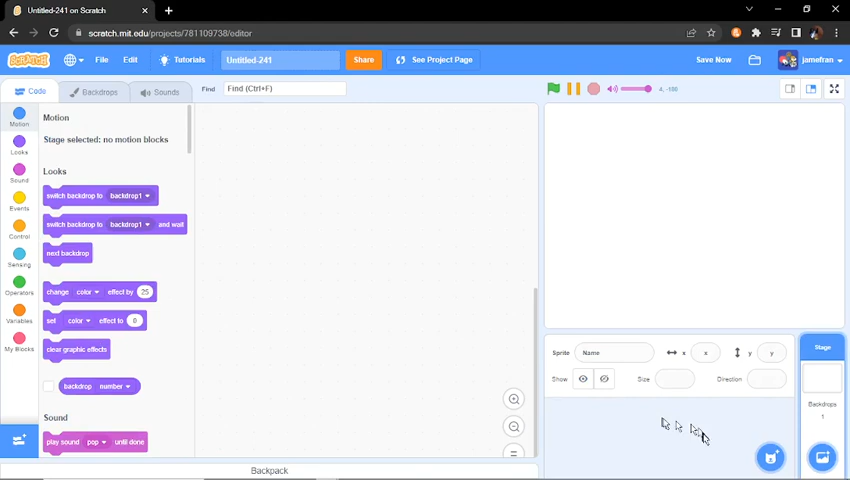 Untitled-241 on Scratch
scratch.mit.edu/projects/781109738/editor
SCRATCH File Edit Tutorials Untitled-241 Share See Project Page Save Now jamefran
Code Backdrops Sounds Find Find (Ctrl+F) 4, -180
Motion
Looks
Sound
Events
Control
Sensing
Operators
Variables
My Blocks
Motion
Stage selected: no motion blocks
Looks
switch backdrop to backdrop1
switch backdrop to backdrop1 and wait
next backdrop
change color effect by 25
set color effect to 0
clear graphic effects
backdrop number
Sound
play sound pop until done
Backpack
Sprite Name x x y y
Show Size Direction
Stage
Backdrops
1